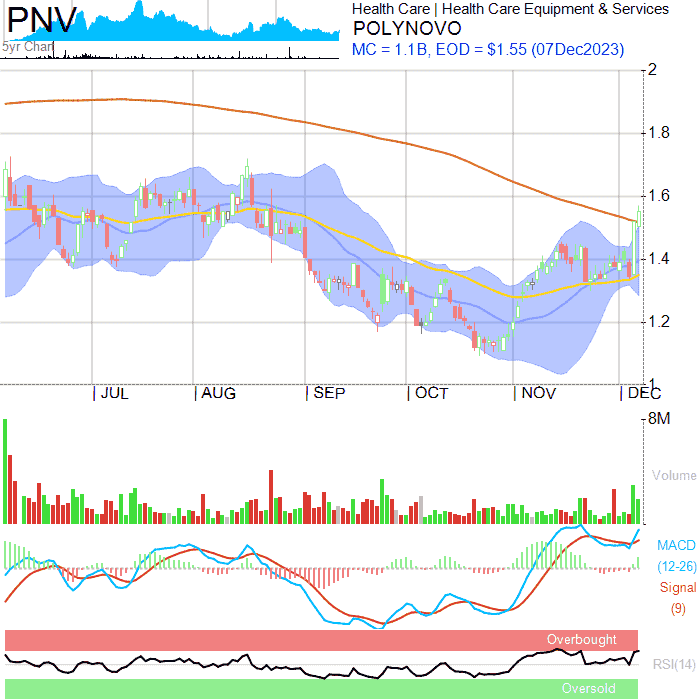 PNV
5yr Chart
Health Care | Health Care Equipment & Services
POLYNOVO
MC = 1.1B, EOD = $1.55 (07Dec2023)
2
1.8
1.6
1.4
1.2
1
JUL AUG SEP OCT NOV DEC
8M
Volume
MACD
(12-26)
Signal
(9)
Overbought
RSI(14)
Oversold